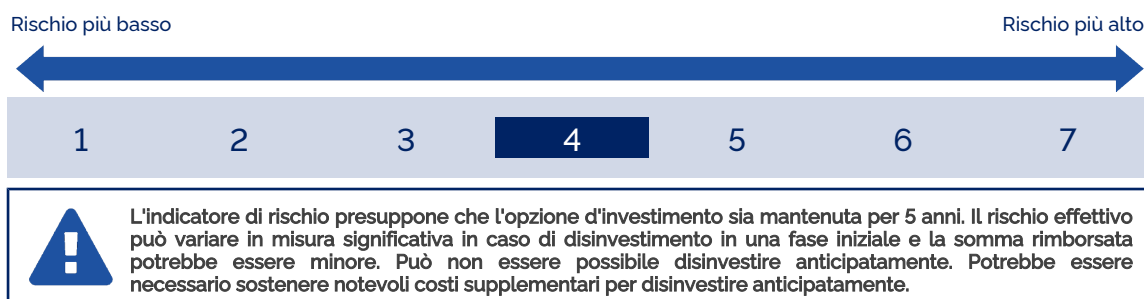 Rischio più basso
Rischio più alto
1 2 3 4 5 6 7
L'indicatore di rischio presuppone che l'opzione d'investimento sia mantenuta per 5 anni. Il rischio effettivo
può variare in misura significativa in caso di disinvestimento in una fase iniziale e la somma rimborsata
potrebbe essere minore. Può non essere possibile disinvestire anticipatamente. Potrebbe essere
necessario sostenere notevoli costi supplementari per disinvestire anticipatamente.